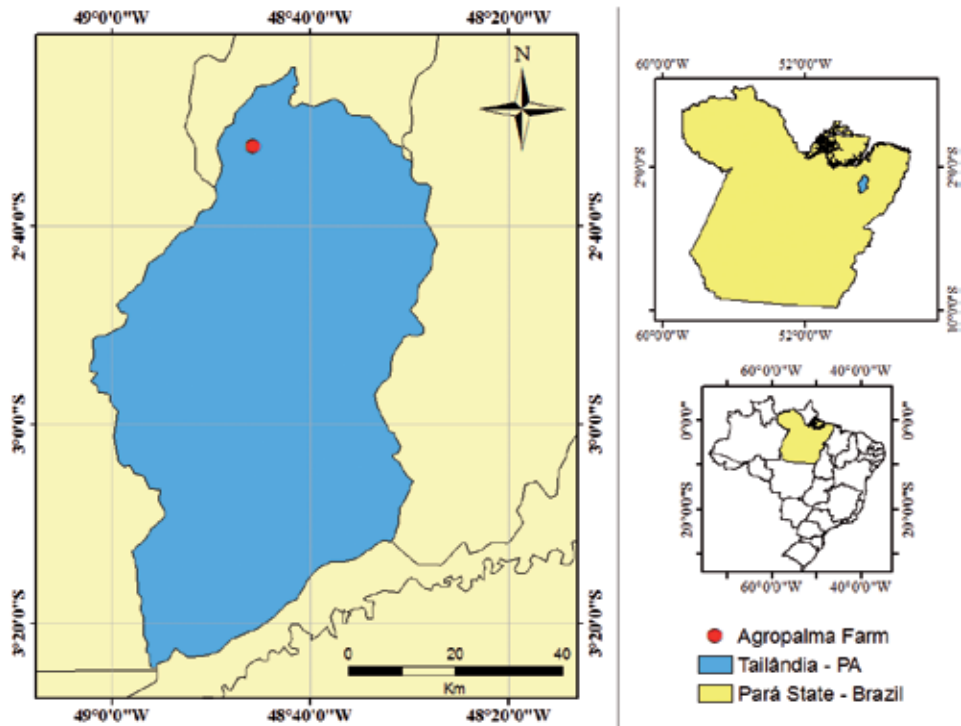 49°0'0"W 48°40'0"W 48°20'0"W
N
2°40'0"S 2°40'0"S
3°0'0"S 3°0'0"S
3°20'0"S 3°20'0"S
0 20 40
Km
49°0'0"W 48°40'0"W 48°20'0"W
60°0'0"W 52°0'0"W
2°0'0"S 2°0'0"S
10°0'0"S 10°0'0"S
60°0'0"W 52°0'0"W
60°0'0"W 40°0'0"W
0°0'0" 0°0'0"S
20°0'0"S 20°0'0"S
60°0'0"W 40°0'0"W
Agropalma Farm
Tailândia - PA
Pará State - Brazil